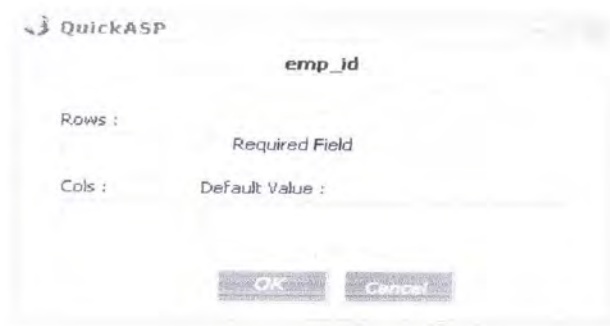 QuickASP
emp_id
Rows :
Required Field
Cols :
Default Value :
OK
Cancel